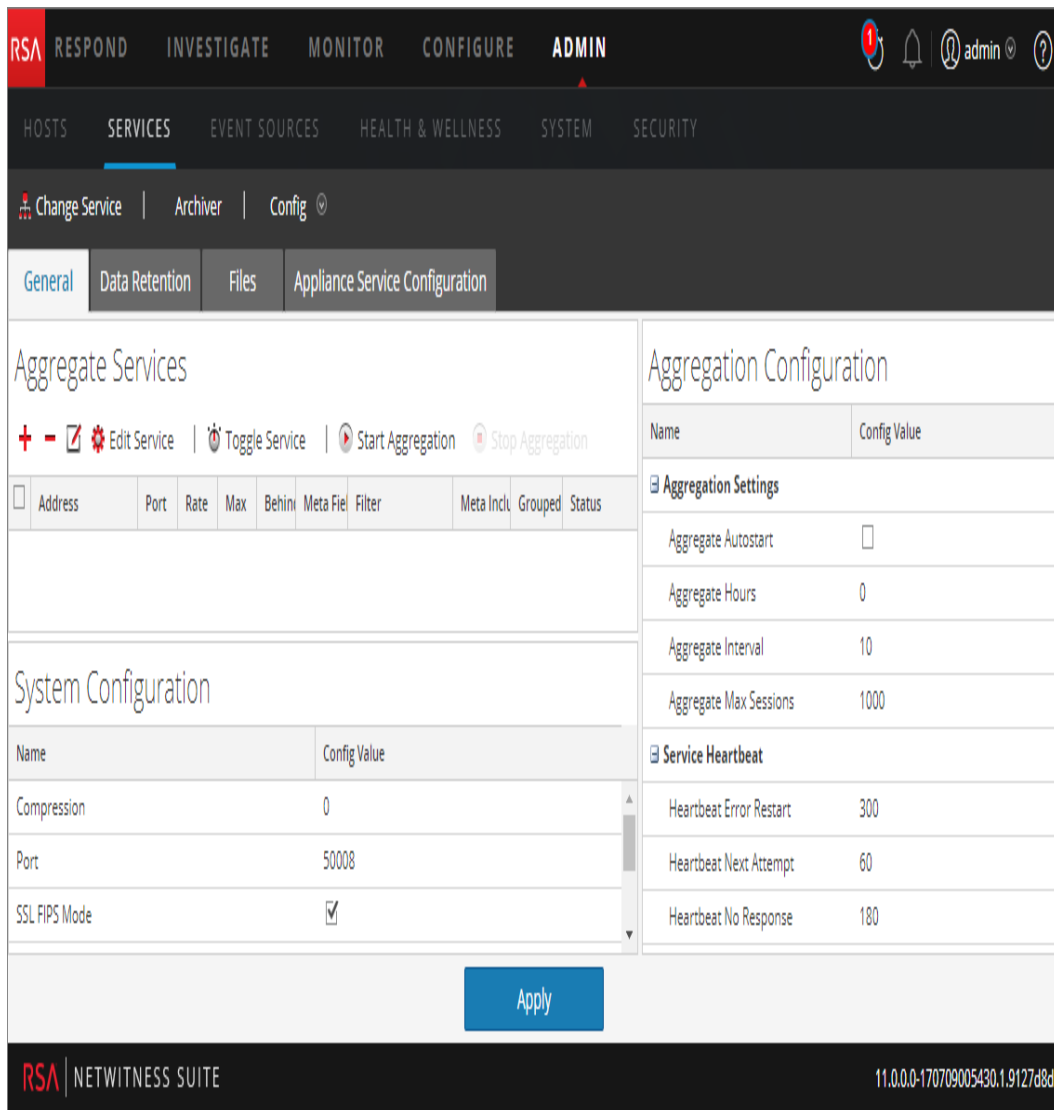 RSA RESPOND INVESTIGATE MONITOR CONFIGURE ADMIN 1 admin ?
HOSTS SERVICES EVENT SOURCES HEALTH & WELLNESS SYSTEM SECURITY
Change Service | Archiver | Config
General Data Retention Files Appliance Service Configuration
Aggregate Services
Edit Service | Toggle Service | Start Aggregation Stop Aggregation
Address Port Rate Max Behind Meta Fiel Filter Meta Inclu Grouped Status
System Configuration
Name Config Value
Compression 0
Port 50008
SSL FIPS Mode
Aggregation Configuration
Name Config Value
Aggregation Settings
Aggregate Autostart
Aggregate Hours 0
Aggregate Interval 10
Aggregate Max Sessions 1000
Service Heartbeat
Heartbeat Error Restart 300
Heartbeat Next Attempt 60
Heartbeat No Response 180
Apply
RSA | NETWITNESS SUITE 11.0.0.0-170709005430.1.9127d8d